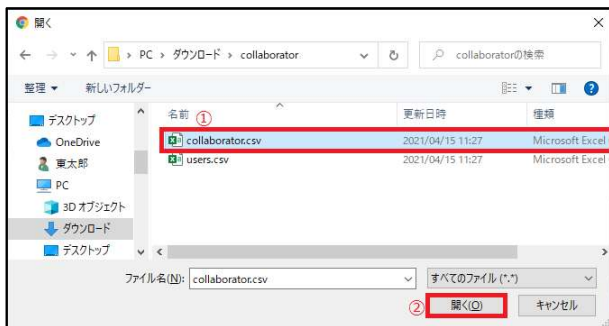 開く
PC › ダウンロード › collaborator
collaboratorの検索
整理 新しいフォルダー
名前 ① 更新日時 種類
デスクトップ
OneDrive
東太郎
PC
3D オブジェクト
ダウンロード
デスクトップ
collaborator.csv 2021/04/15 11:27 Microsoft Excel
users.csv 2021/04/15 11:27 Microsoft Excel
ファイル名(N): collaborator.csv すべてのファイル (*.*)
② 開く(O) キャンセル